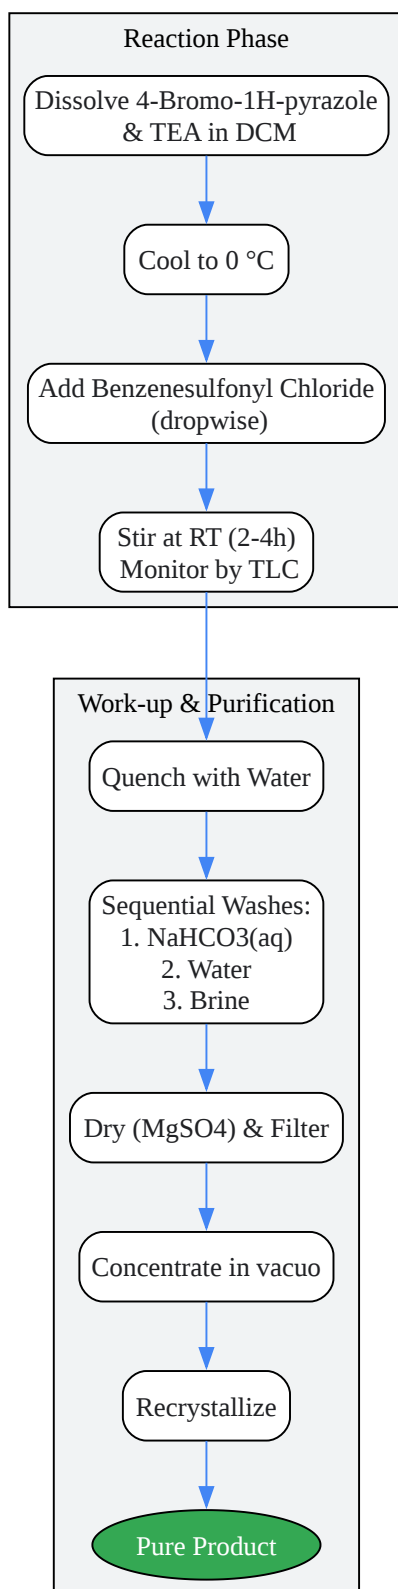 Reaction Phase
Dissolve 4-Bromo-1H-pyrazole
& TEA in DCM
Cool to 0 °C
Add Benzenesulfonyl Chloride
(dropwise)
Stir at RT (2-4h)
Monitor by TLC
Work-up & Purification
Quench with Water
Sequential Washes:
1. NaHCO3(aq)
2. Water
3. Brine
Dry (MgSO4) & Filter
Concentrate in vacuo
Recrystallize
Pure Product